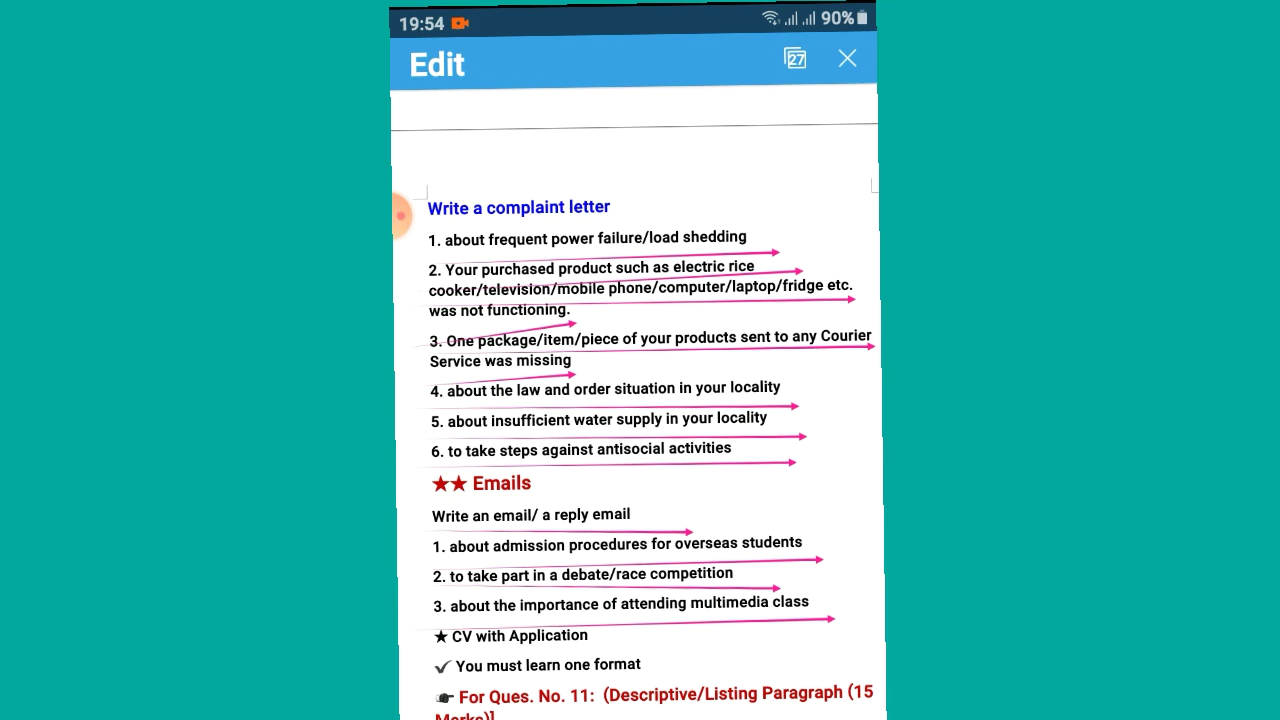 19:54 90%
Edit 27
Write a complaint letter
1. about frequent power failure/load shedding
2. Your purchased product such as electric rice
cooker/television/mobile phone/computer/laptop/fridge etc.
was not functioning.
3. One package/item/piece of your products sent to any Courier
Service was missing
4. about the law and order situation in your locality
5. about insufficient water supply in your locality
6. to take steps against antisocial activities
★★ Emails
Write an email/ a reply email
1. about admission procedures for overseas students
2. to take part in a debate/race competition
3. about the importance of attending multimedia class
★ CV with Application
✓ You must learn one format
☛ For Ques. No. 11: (Descriptive/Listing Paragraph (15
Marks)]